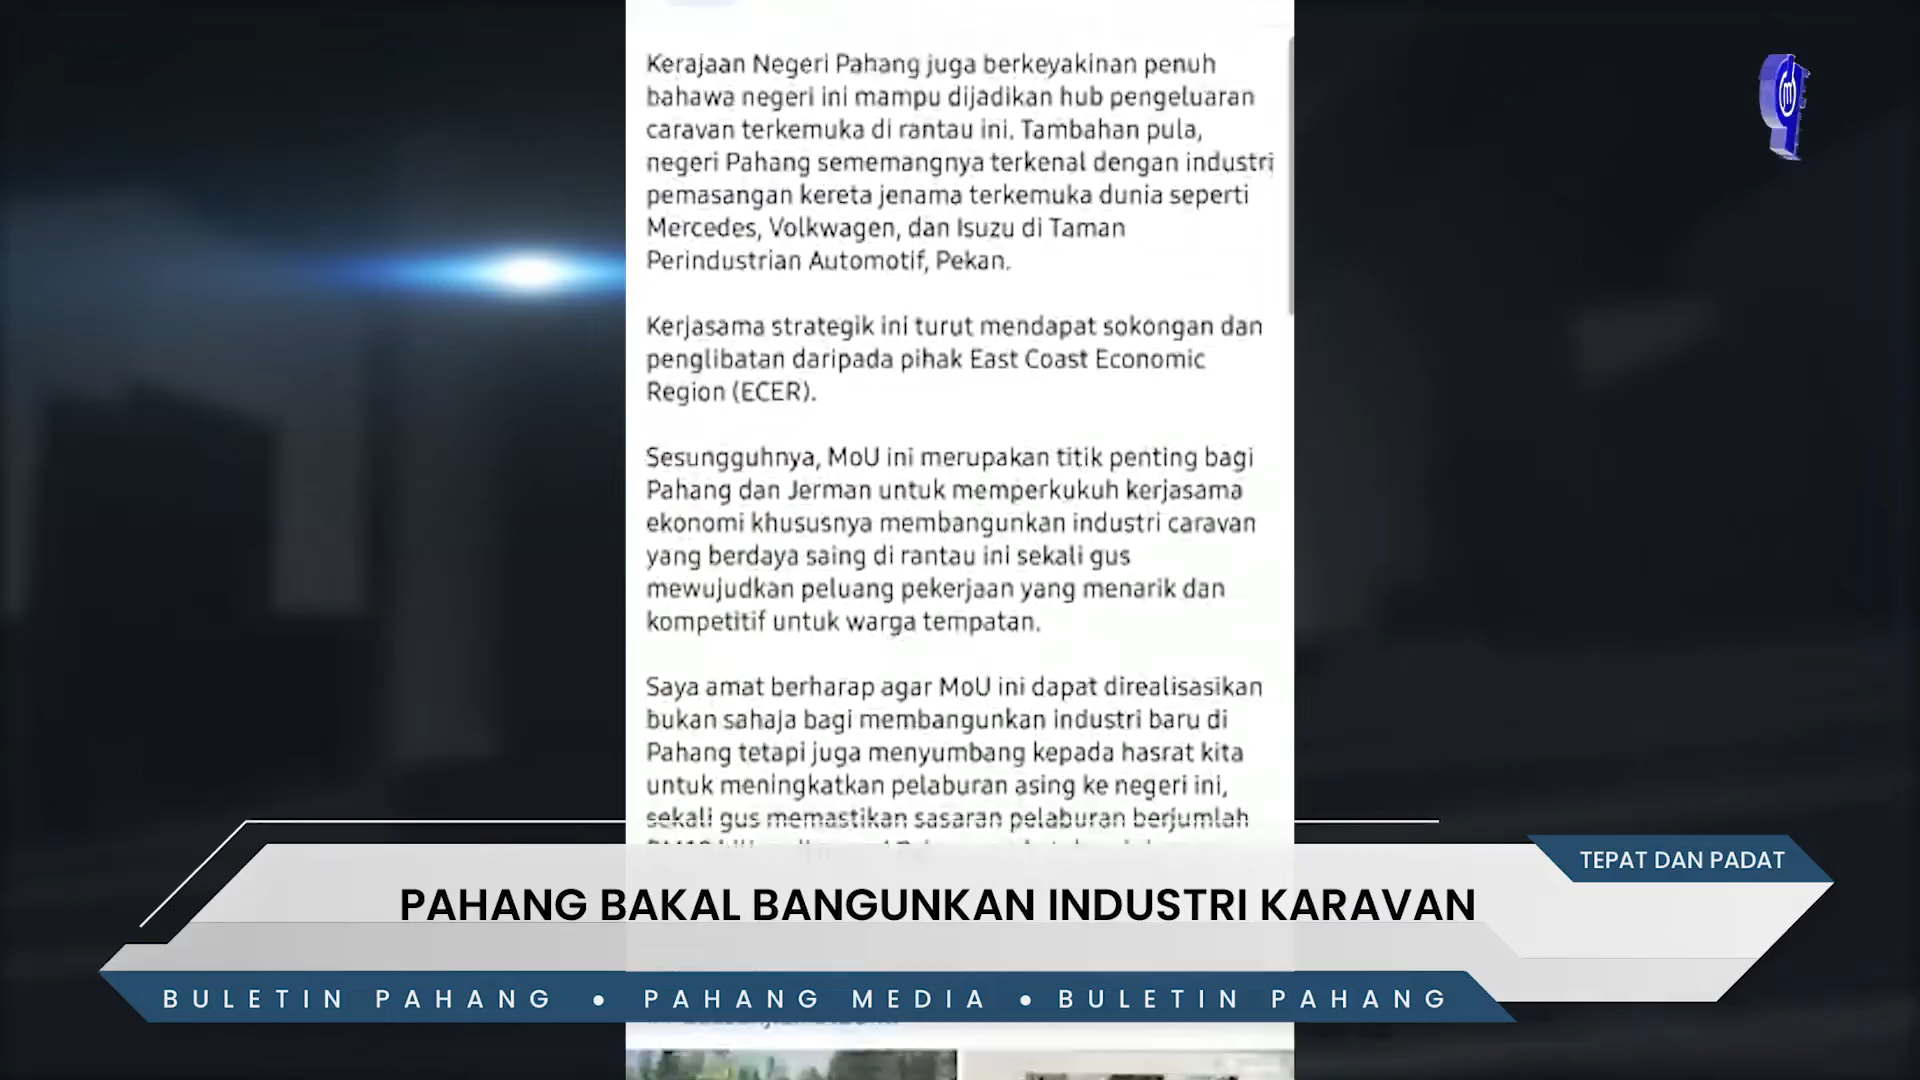 Kerajaan Negeri Pahang juga berkeyakinan penuh
bahawa negeri ini mampu dijadikan hub pengeluaran
caravan terkemuka di rantau ini. Tambahan pula,
negeri Pahang sememangnya terkenal dengan industri
pemasangan kereta jenama terkemuka dunia seperti
Mercedes, Volkwagen, dan Isuzu di Taman
Perindustrian Automotif, Pekan.
Kerjasama strategik ini turut mendapat sokongan dan
penglibatan daripada pihak East Coast Economic
Region (ECER).
Sesungguhnya, MoU ini merupakan titik penting bagi
Pahang dan Jerman untuk memperkukuh kerjasama
ekonomi khususnya membangunkan industri caravan
yang berdaya saing di rantau ini sekali gus
mewujudkan peluang pekerjaan yang menarik dan
kompetitif untuk warga tempatan.
Saya amat berharap agar MoU ini dapat direalisasikan
bukan sahaja bagi membangunkan industri baru di
Pahang tetapi juga menyumbang kepada hasrat kita
untuk meningkatkan pelaburan asing ke negeri ini,
sekali gus memastikan sasaran pelaburan berjumlah
TEPAT DAN PADAT
PAHANG BAKAL BANGUNKAN INDUSTRI KARAVAN
BULETIN PAHANG • PAHANG MEDIA • BULETIN PAHANG